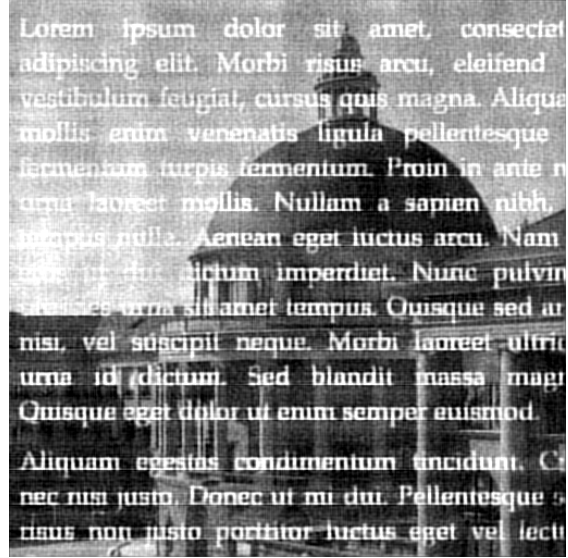 Lorem ipsum dolor sit amet, consectet
adipiscing elit. Morbi risus arcu, eleifend
vestibulum feugiat, cursus quis magna. Aliqua
mollis enim venenatis ligula pellentesque
fermentum turpis fermentum. Proin in ante n
urna laoreet mollis. Nullam a sapien nibh,
tempus nulla. Aenean eget luctus arcu. Nam
dictum imperdiet. Nunc pulvin
urna sit amet tempus. Quisque sed ar
nisi, vel suscipit neque. Morbi laoreet ultric
urna id dictum. Sed blandit massa magn
Quisque eget dolor ut enim semper euismod.
Aliquam egestas condimentum tincidunt. C
nec nisi justo. Donec ut mi dui. Pellentesque s
risus non justo porttitor luctus eget vel lectu